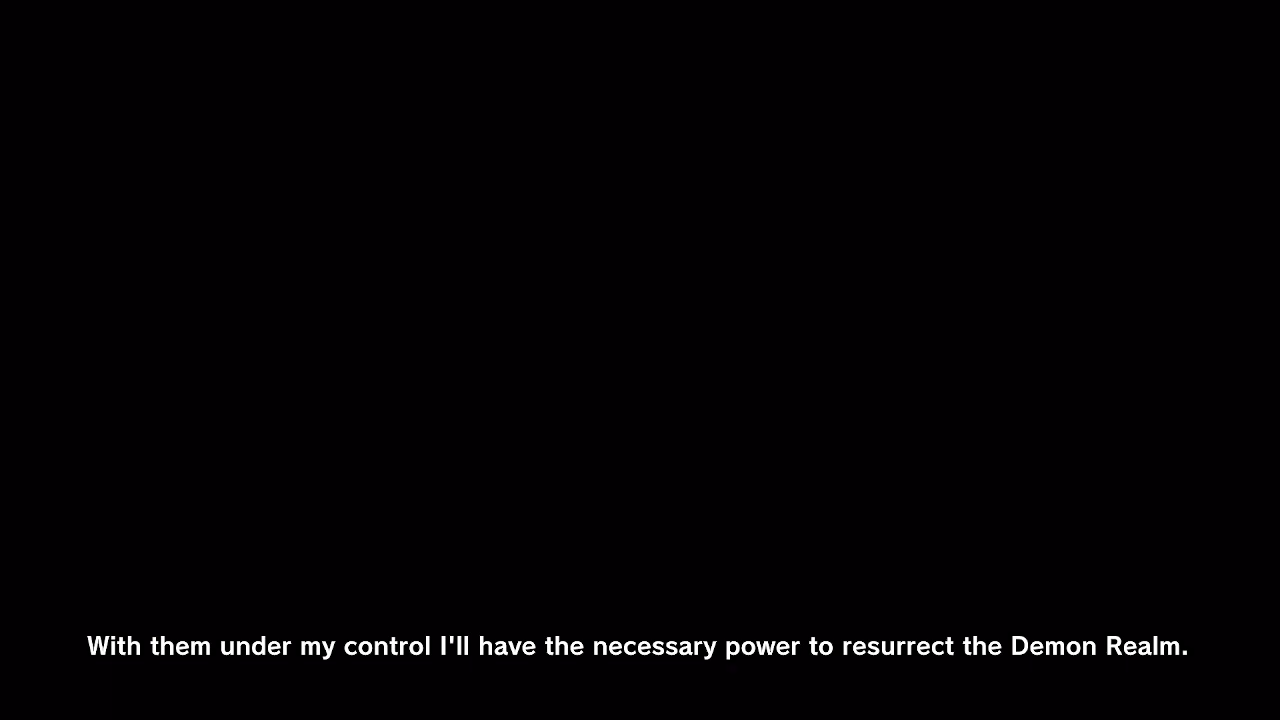 With them under my control I'll have the necessary power to resurrect the Demon Realm.